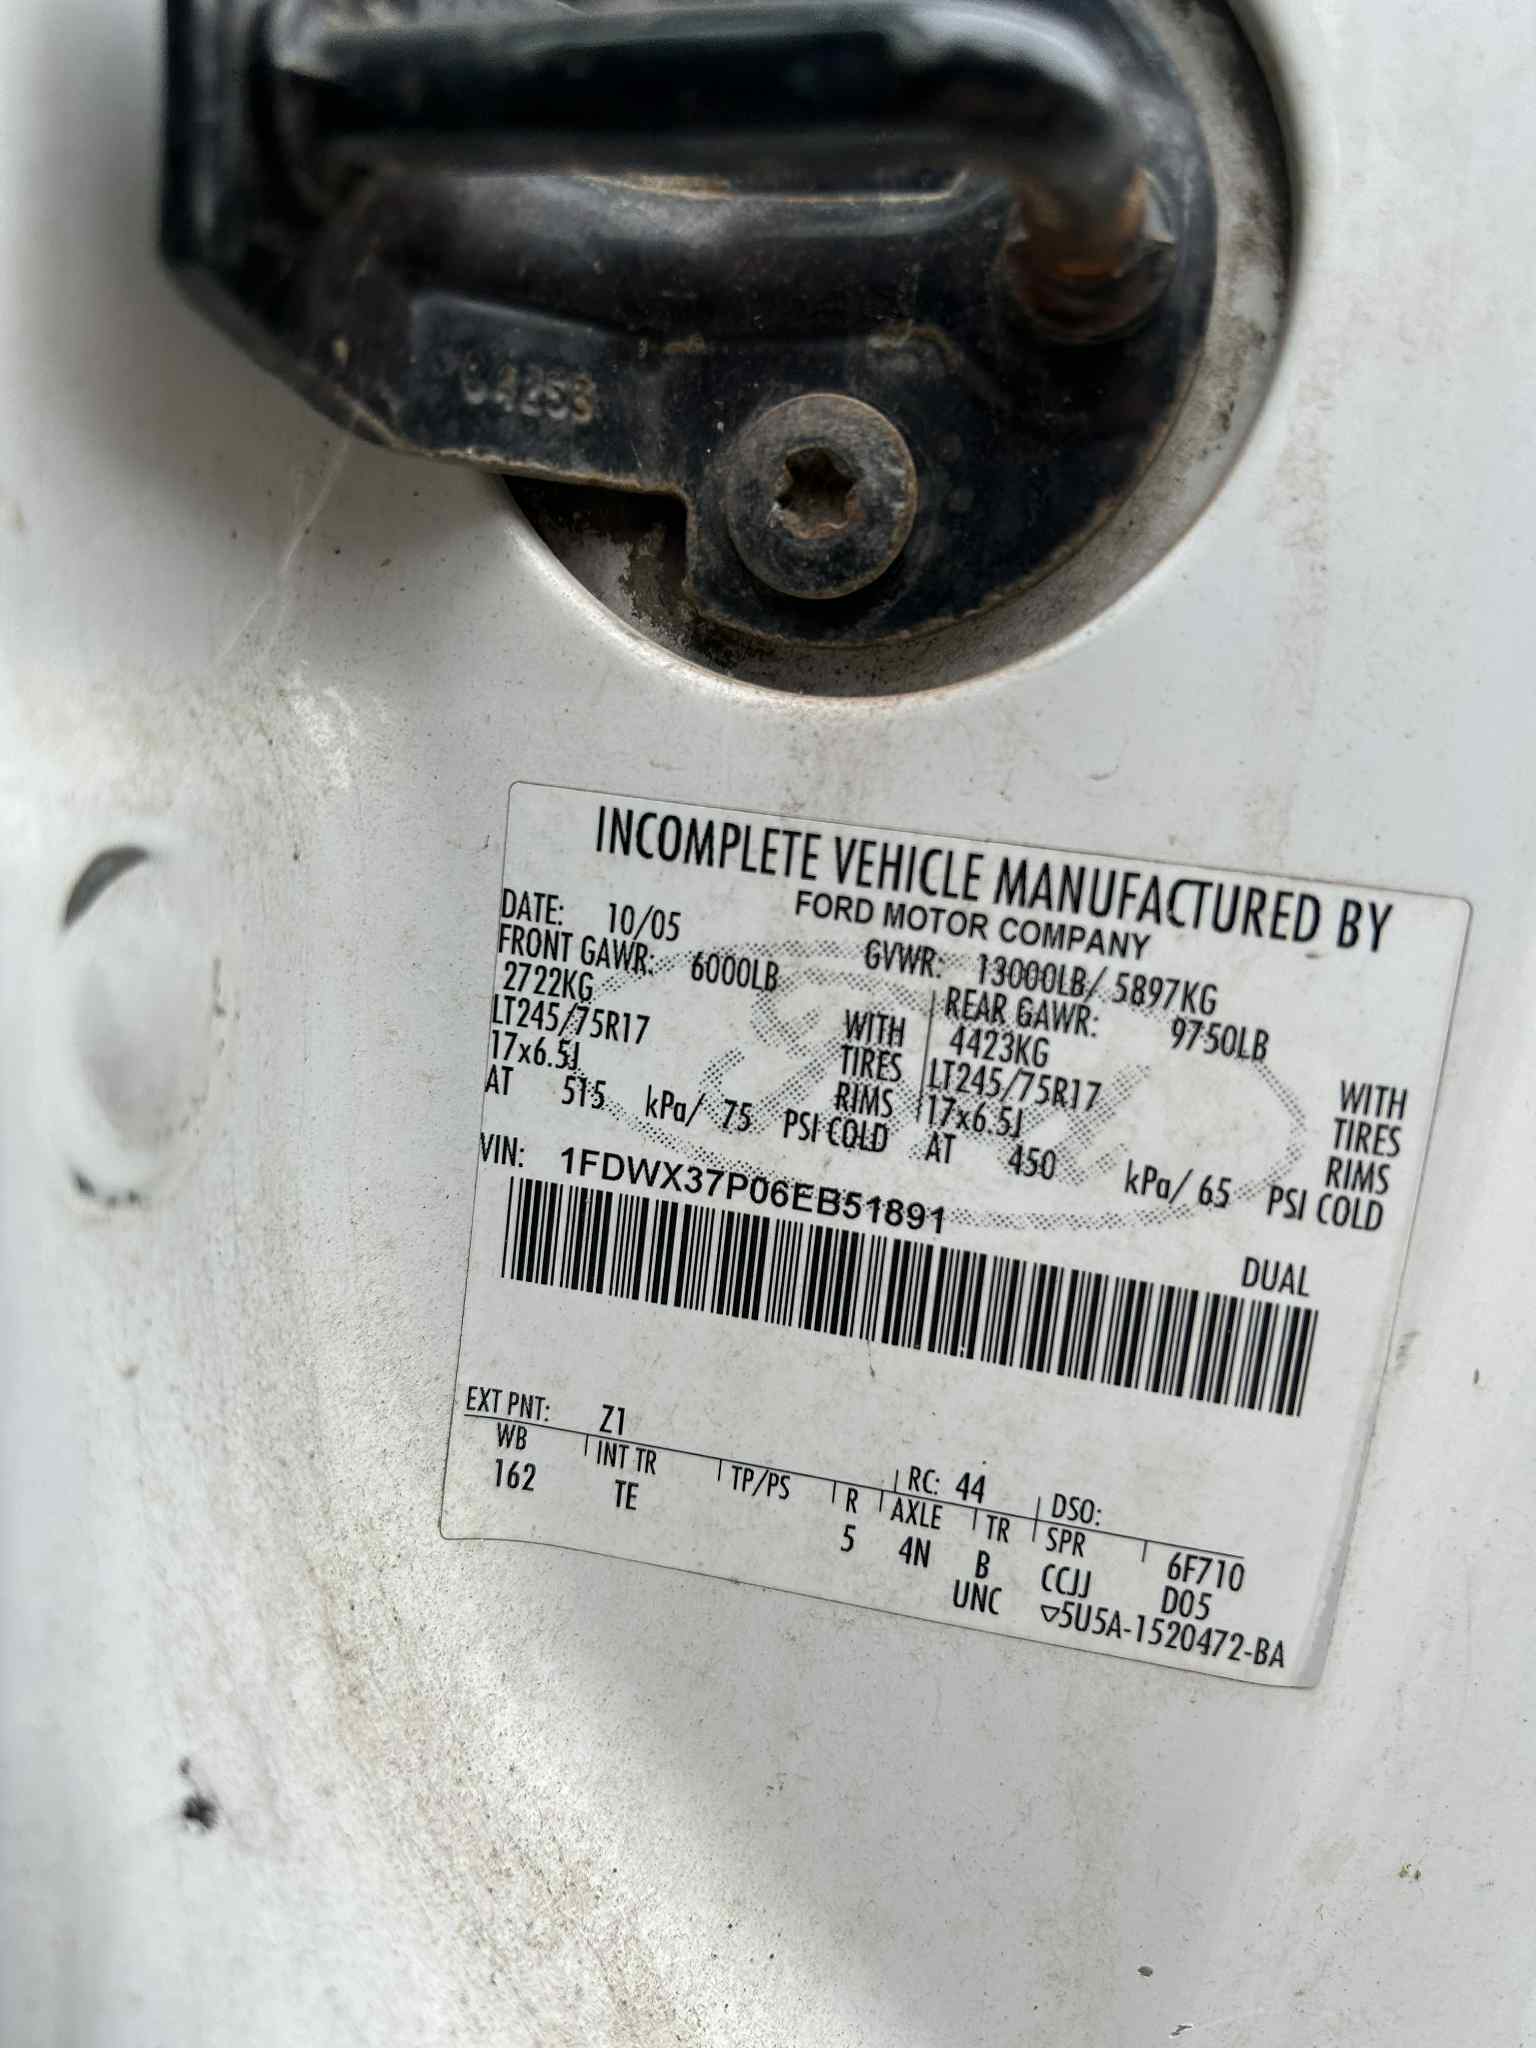 04253
INCOMPLETE VEHICLE MANUFACTURED BY
FORD MOTOR COMPANY
DATE: 10/05 GVWR: 13000LB/ 5897KG
FRONT GAWR: 6000LB REAR GAWR: 9750LB
2722KG WITH 4423KG WITH
LT245/75R17 TIRES LT245/75R17 TIRES
17x6.5J RIMS 17x6.5J RIMS
AT 515 kPa/ 75 PSI COLD AT 450 kPa/ 65 PSI COLD
VIN: 1FDWX37P06EB51891
DUAL
EXT PNT: Z1 RC: 44 DSO:
WB INT TR TP/PS R AXLE TR SPR 6F710
162 TE 5 4N B CCJJ D05
UNC ▽5U5A-1520472-BA